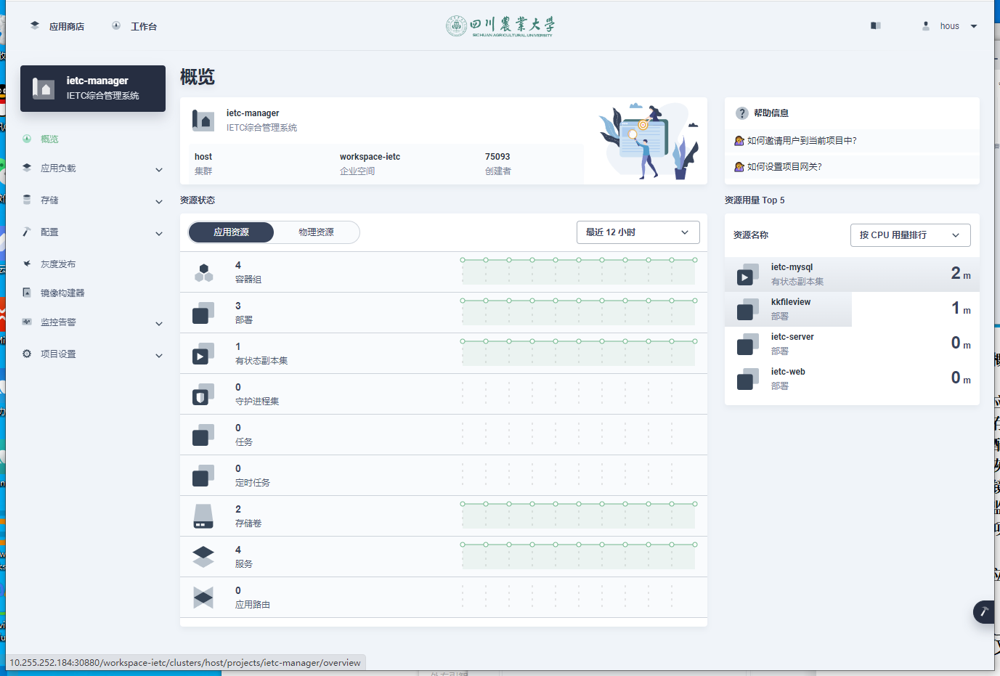 应用商店
工作台
四川農業大学
SICHUAN AGRICULTURAL UNIVERSITY
hous
ietc-manager
IETC综合管理系统
概览
应用负载
存储
配置
灰度发布
镜像构建器
监控告警
项目设置
概览
ietc-manager
IETC综合管理系统
host
集群
workspace-ietc
企业空间
75093
创建者
帮助信息
如何邀请用户到当前项目中?
如何设置项目网关?
资源状态
应用资源
物理资源
最近 12 小时
4
容器组
3
部署
1
有状态副本集
0
守护进程集
0
任务
0
定时任务
2
存储卷
4
服务
0
应用路由
资源用量 Top 5
资源名称
按 CPU 用量排行
ietc-mysql
有状态副本集
2 m
kkfileview
部署
1 m
ietc-server
部署
0 m
ietc-web
部署
0 m
10.255.252.184:30880/workspace-ietc/clusters/host/projects/ietc-manager/overview